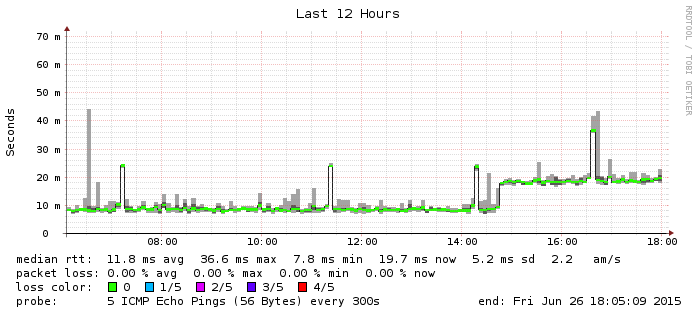 Last 12 Hours
RRDTOOL / TOBI OETIKER
Seconds
70 m
60 m
50 m
40 m
30 m
20 m
10 m
0
08:00 10:00 12:00 14:00 16:00 18:00
median rtt: 11.8 ms avg 36.6 ms max 7.8 ms min 19.7 ms now 5.2 ms sd 2.2 am/s
packet loss: 0.00 % avg 0.00 % max 0.00 % min 0.00 % now
loss color: 0 1/5 2/5 3/5 4/5
probe: 5 ICMP Echo Pings (56 Bytes) every 300s end: Fri Jun 26 18:05:09 2015